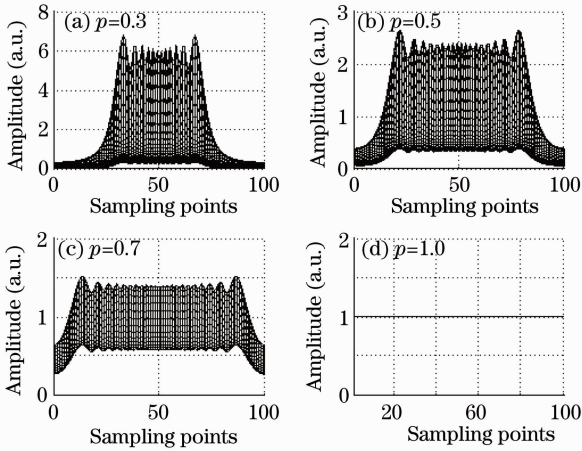 (a) p=0.3
8
6
4
2
0
Amplitude (a.u.)
0 50 100
Sampling points
(b) p=0.5
3
2
1
0
Amplitude (a.u.)
0 50 100
Sampling points
(c) p=0.7
2
1
0
Amplitude (a.u.)
0 50 100
Sampling points
(d) p=1.0
2
1
0
Amplitude (a.u.)
20 60 100
Sampling points